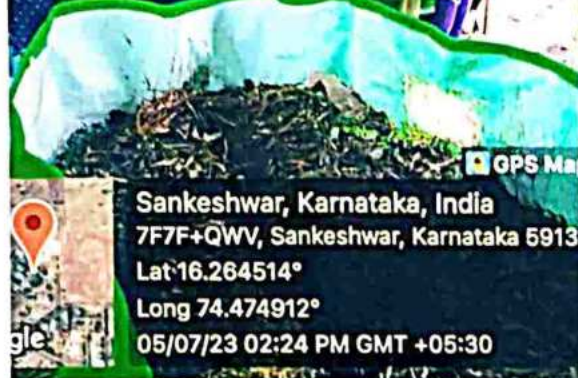 GPS Ma
Sankeshwar, Karnataka, India
7F7F+QWV, Sankeshwar, Karnataka 5913
Lat 16.264514°
Long 74.474912°
05/07/23 02:24 PM GMT +05:30
gle